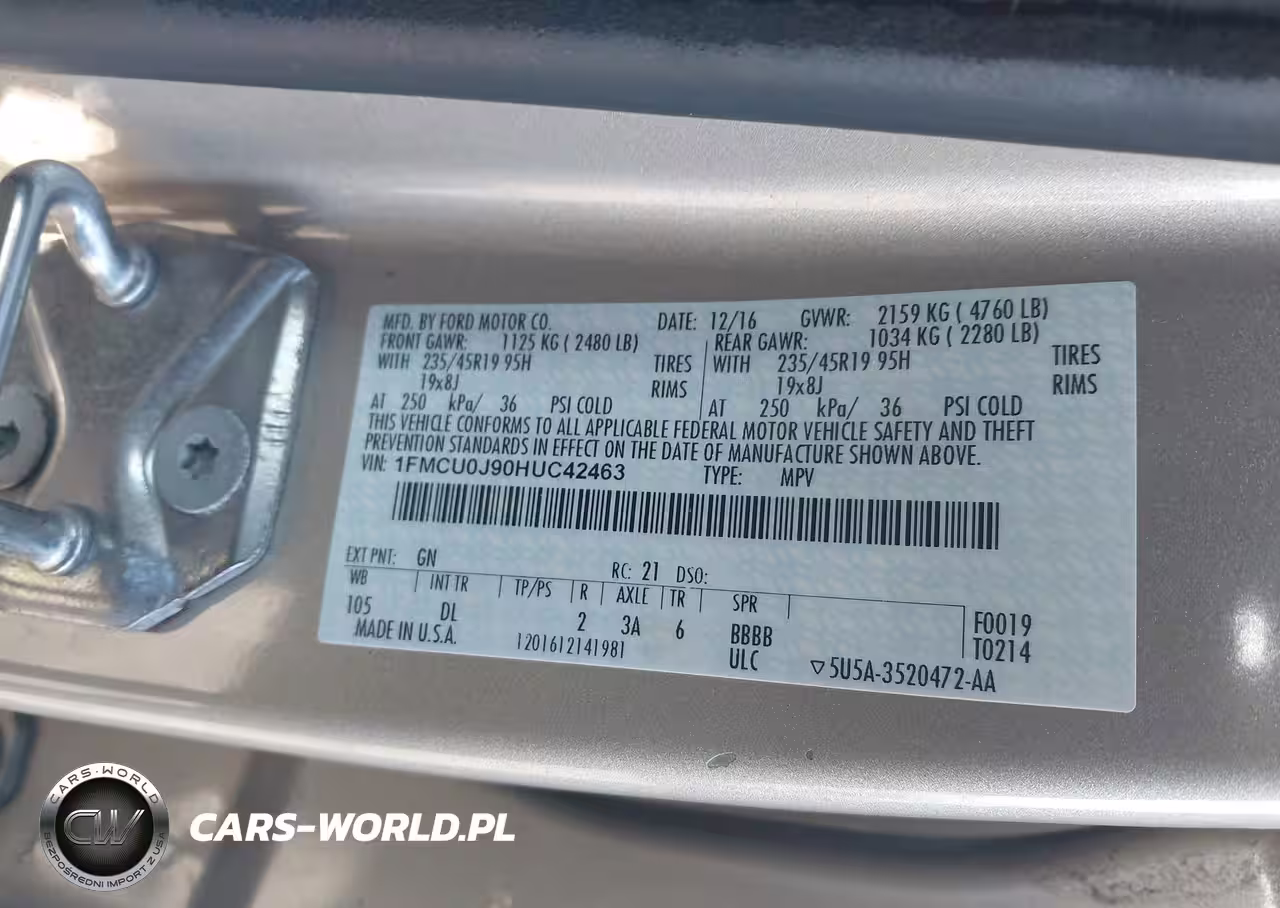 MFD. BY FORD MOTOR CO. DATE: 12/16 GVWR: 2159 KG ( 4760 LB)
FRONT GAWR: 1125 KG ( 2480 LB) REAR GAWR: 1034 KG ( 2280 LB)
WITH 235/45R19 95H TIRES WITH 235/45R19 95H TIRES
19x8J RIMS 19x8J RIMS
AT 250 kPa/ 36 PSI COLD AT 250 kPa/ 36 PSI COLD
THIS VEHICLE CONFORMS TO ALL APPLICABLE FEDERAL MOTOR VEHICLE SAFETY AND THEFT
PREVENTION STANDARDS IN EFFECT ON THE DATE OF MANUFACTURE SHOWN ABOVE.
VIN: 1FMCU0J90HUC42463 TYPE: MPV
EXT PNT: GN RC: 21 DSO:
WB INT TR TP/PS R AXLE TR SPR
105 DL 2 3A 6 BBBB F0019
MADE IN U.S.A. 1201612141981 ULC T0214
▽5U5A-3520472-AA
CARS-WORLD
CW
BEZPOŚREDNI IMPORT Z USA
CARS-WORLD.PL